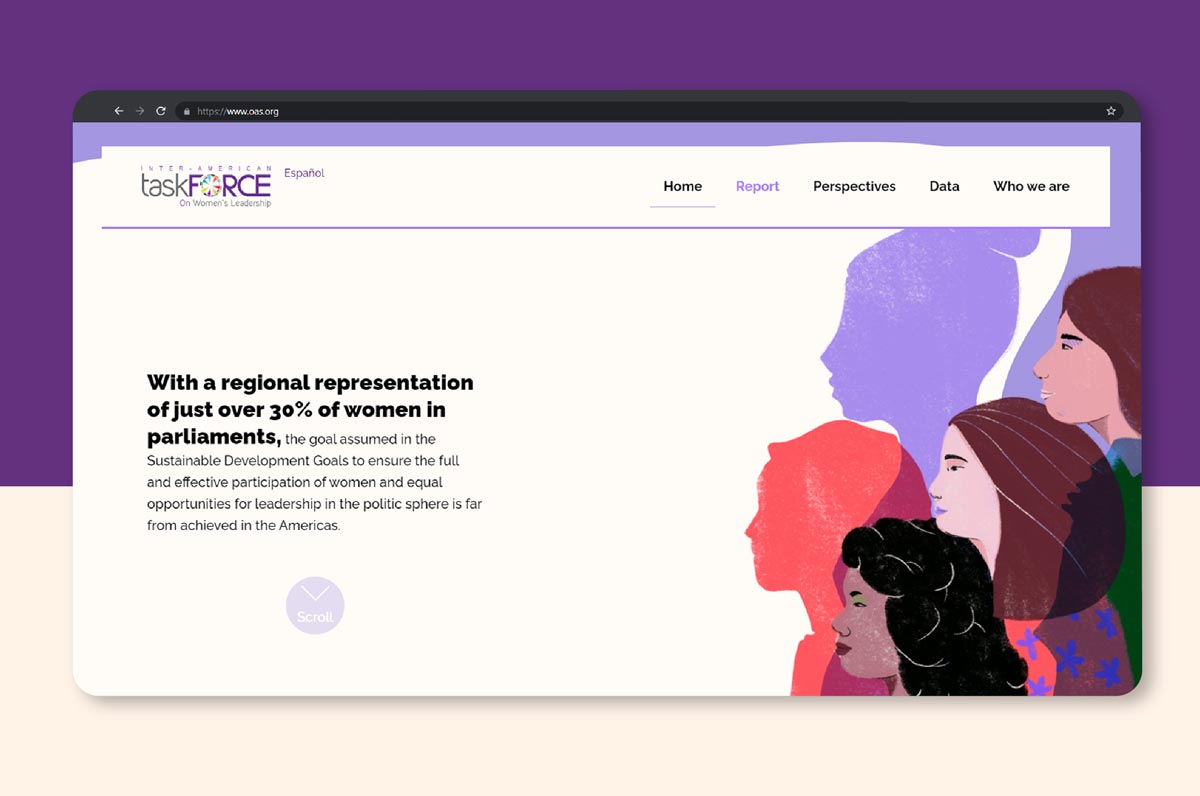 https://www.oas.org
INTER-AMERICAN
taskFORCE
On Women's Leadership
Español
Home
Report
Perspectives
Data
Who we are
With a regional representation
of just over 30% of women in
parliaments, the goal assumed in the
Sustainable Development Goals to ensure the full
and effective participation of women and equal
opportunities for leadership in the politic sphere is far
from achieved in the Americas.
Scroll